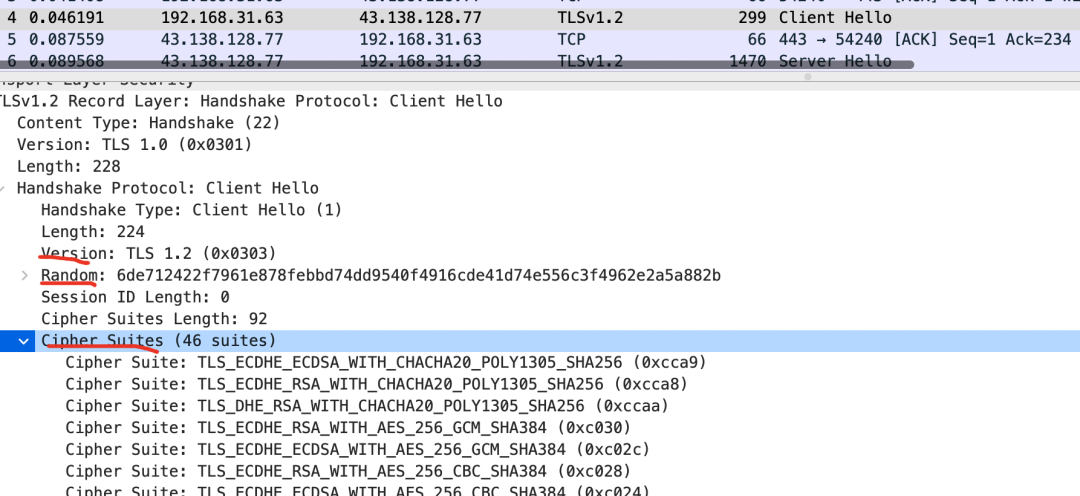 4 0.046191 192.168.31.63 43.138.128.77 TLSv1.2 299 Client Hello
5 0.087559 43.138.128.77 192.168.31.63 TCP 66 443 → 54240 [ACK] Seq=1 Ack=234
6 0.089568 43.138.128.77 192.168.31.63 TLSv1.2 1470 Server Hello
Layer Security
TLSv1.2 Record Layer: Handshake Protocol: Client Hello
Content Type: Handshake (22)
Version: TLS 1.0 (0x0301)
Length: 228
Handshake Protocol: Client Hello
Handshake Type: Client Hello (1)
Length: 224
Version: TLS 1.2 (0x0303)
Random: 6de712422f7961e878febbd74dd9540f4916cde41d74e556c3f4962e2a5a882b
Session ID Length: 0
Cipher Suites Length: 92
Cipher Suites (46 suites)
Cipher Suite: TLS_ECDHE_ECDSA_WITH_CHACHA20_POLY1305_SHA256 (0xcca9)
Cipher Suite: TLS_ECDHE_RSA_WITH_CHACHA20_POLY1305_SHA256 (0xcca8)
Cipher Suite: TLS_DHE_RSA_WITH_CHACHA20_POLY1305_SHA256 (0xccaa)
Cipher Suite: TLS_ECDHE_RSA_WITH_AES_256_GCM_SHA384 (0xc030)
Cipher Suite: TLS_ECDHE_ECDSA_WITH_AES_256_GCM_SHA384 (0xc02c)
Cipher Suite: TLS_ECDHE_RSA_WITH_AES_256_CBC_SHA384 (0xc028)
Cipher Suite: TLS_ECDHE_ECDSA_WITH_AES_256_CBC_SHA384 (0xc024)